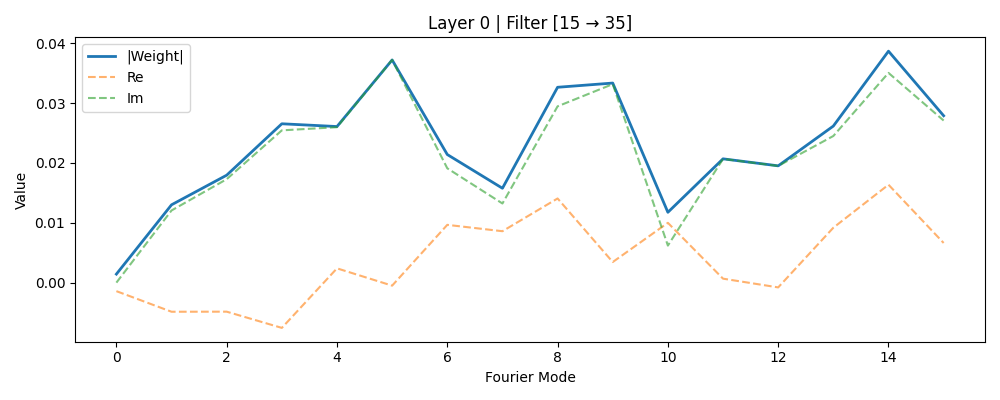 Layer 0 | Filter [15 → 35]
|Weight|
Re
Im
0.04
0.03
0.02
0.01
0.00
Value
0 2 4 6 8 10 12 14
Fourier Mode